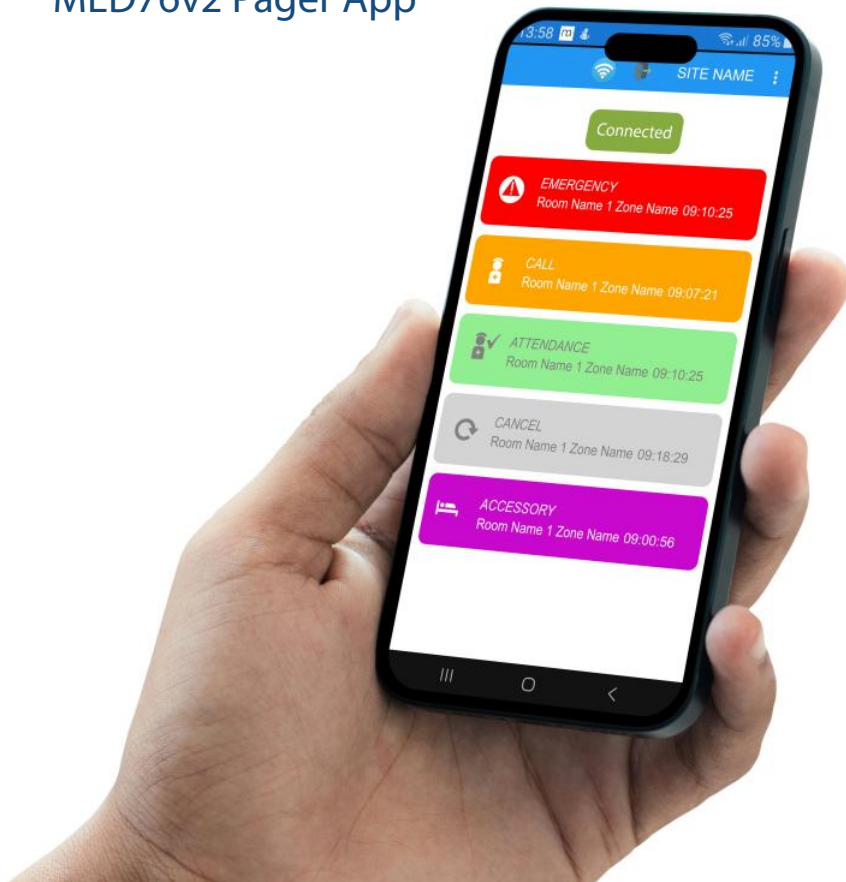 MED76v2 Pager App
13:58
85%
SITE NAME
Connected
EMERGENCY
Room Name 1 Zone Name 09:10:25
CALL
Room Name 1 Zone Name 09:07:21
ATTENDANCE
Room Name 1 Zone Name 09:10:25
CANCEL
Room Name 1 Zone Name 09:18:29
ACCESSORY
Room Name 1 Zone Name 09:00:56